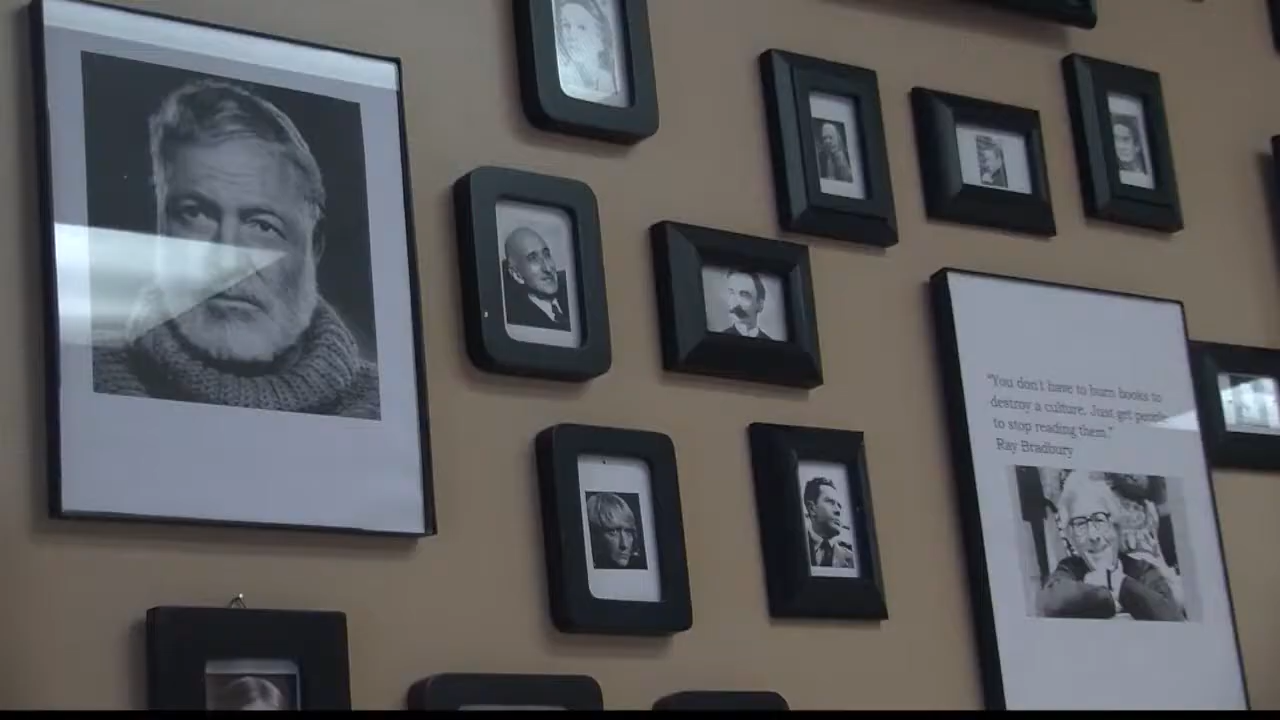 "You don't have to burn books to
destroy a culture. Just get people
to stop reading them."
Ray Bradbury